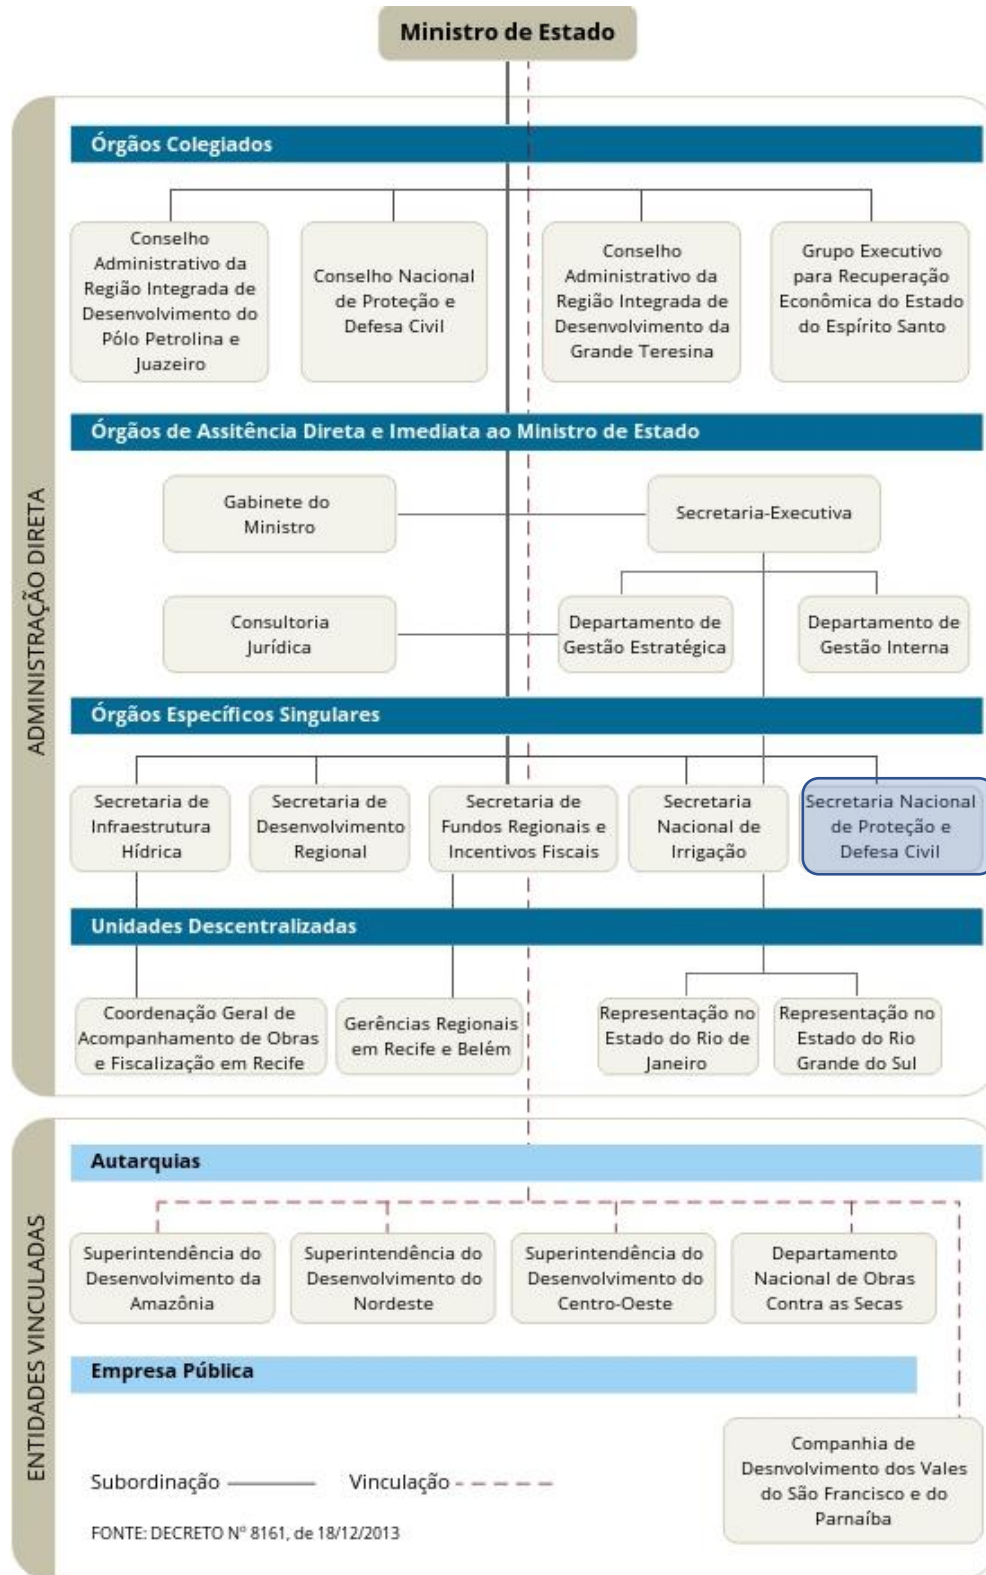 Ministro de Estado
ADMINISTRAÇÃO DIRETA
Órgãos Colegiados
Conselho
Administrativo da
Região Integrada de
Desenvolvimento do
Pólo Petrolina e
Juazeiro
Conselho Nacional
de Proteção e
Defesa Civil
Conselho
Administrativo da
Região Integrada de
Desenvolvimento da
Grande Teresina
Grupo Executivo
para Recuperação
Econômica do Estado
do Espírito Santo
Órgãos de Assitência Direta e Imediata ao Ministro de Estado
Gabinete do
Ministro
Secretaria-Executiva
Consultoria
Jurídica
Departamento de
Gestão Estratégica
Departamento de
Gestão Interna
Órgãos Específicos Singulares
Secretaria de
Infraestrutura
Hídrica
Secretaria de
Desenvolvimento
Regional
Secretaria de
Fundos Regionais e
Incentivos Fiscais
Secretaria
Nacional de
Irrigação
Secretaria Nacional
de Proteção e
Defesa Civil
Unidades Descentralizadas
Coordenação Geral de
Acompanhamento de Obras
e Fiscalização em Recife
Gerências Regionais
em Recife e Belém
Representação no
Estado do Rio de
Janeiro
Representação no
Estado do Rio
Grande do Sul
ENTIDADES VINCULADAS
Autarquias
Superintendência do
Desenvolvimento da
Amazônia
Superintendência do
Desenvolvimento do
Nordeste
Superintendência do
Desenvolvimento do
Centro-Oeste
Departamento
Nacional de Obras
Contra as Secas
Empresa Pública
Companhia de
Desnvolvimento dos Vales
do São Francisco e do
Parnaíba
Subordinação
Vinculação
FONTE: DECRETO Nº 8161, de 18/12/2013